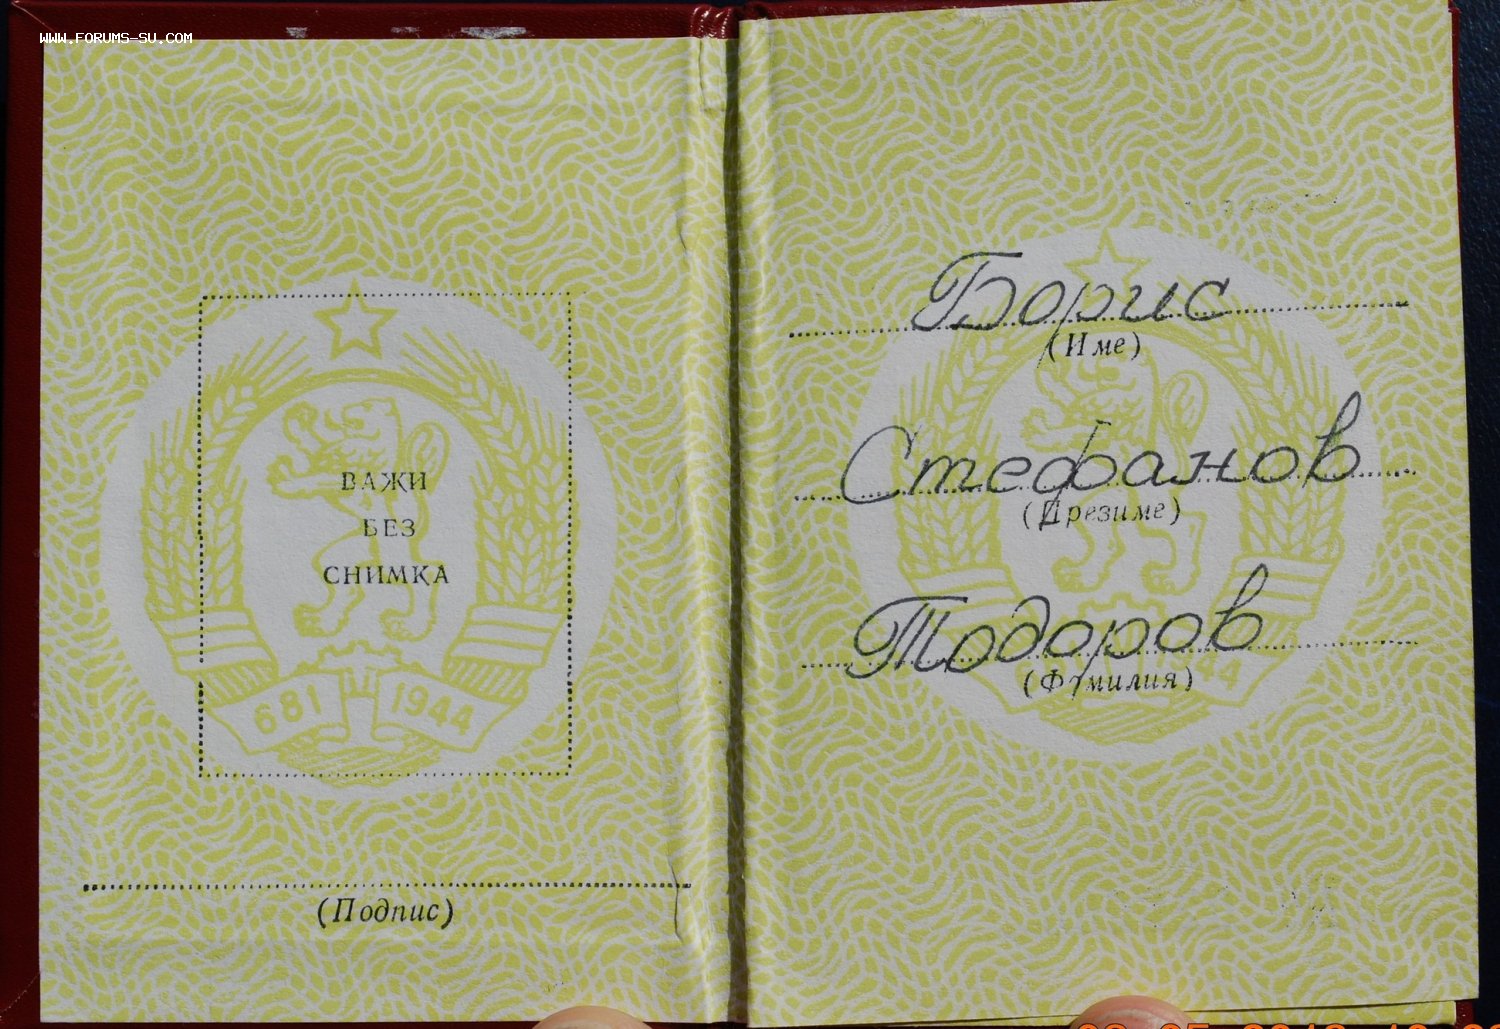 WWW.FORUMS-SU.COM
ВАЖИ
БЕЗ
СНИМКА
681 1944
(Подпис)
Борис
(Име)
Стефанов
(Презиме)
Тодоров
(Фамилия)